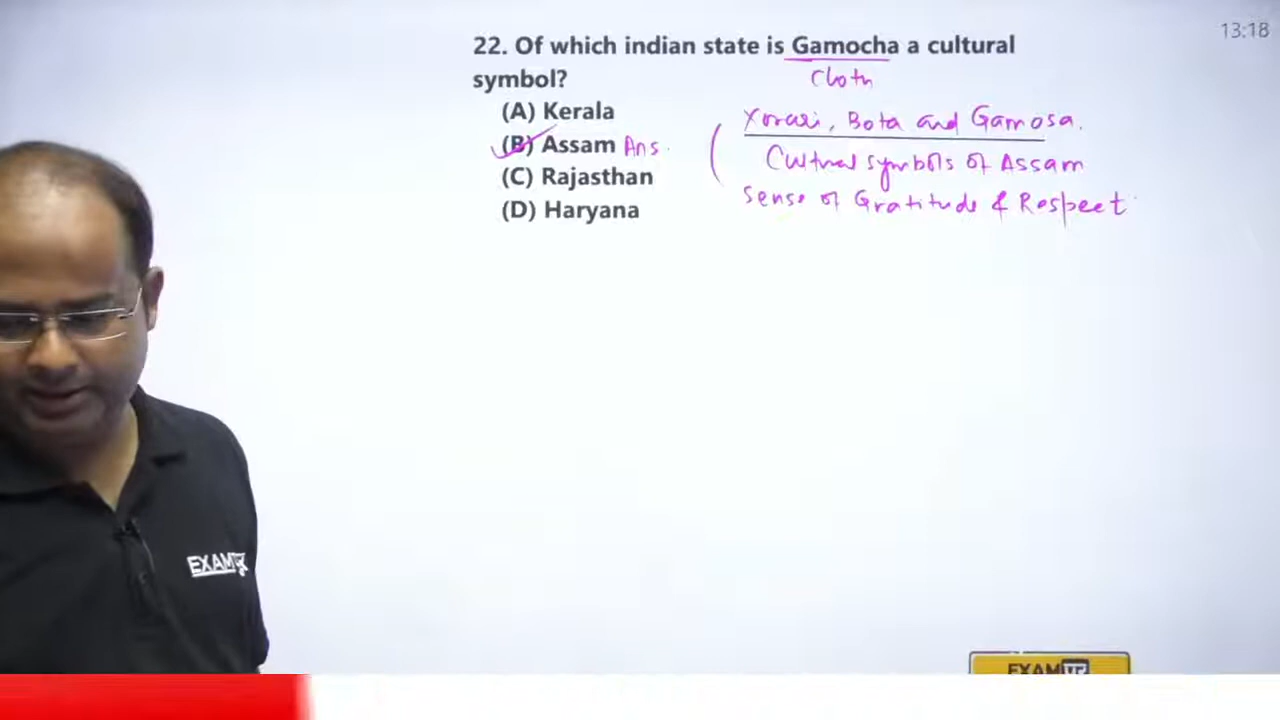 13:18
22. Of which indian state is Gamocha a cultural
symbol?
Cloth
(A) Kerala
(B) Assam Ans.
(C) Rajasthan
(D) Haryana
Xorai, Bota and Gamosa.
Cultural symbols of Assam
Sense of Gratitude & Respect
EXAM
EXAM